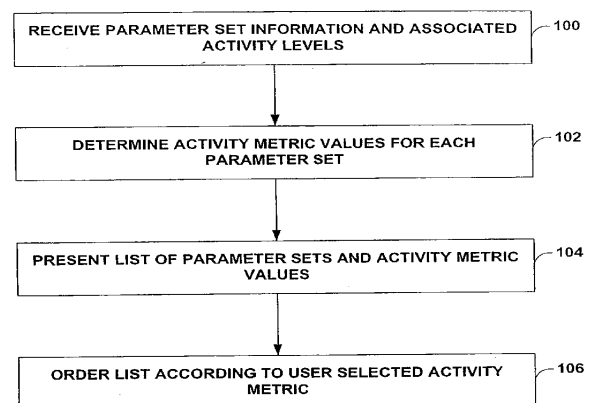 RECEIVE PARAMETER SET INFORMATION AND ASSOCIATED
ACTIVITY LEVELS
100
DETERMINE ACTIVITY METRIC VALUES FOR EACH
PARAMETER SET
102
PRESENT LIST OF PARAMETER SETS AND ACTIVITY METRIC
VALUES
104
ORDER LIST ACCORDING TO USER SELECTED ACTIVITY
METRIC
106